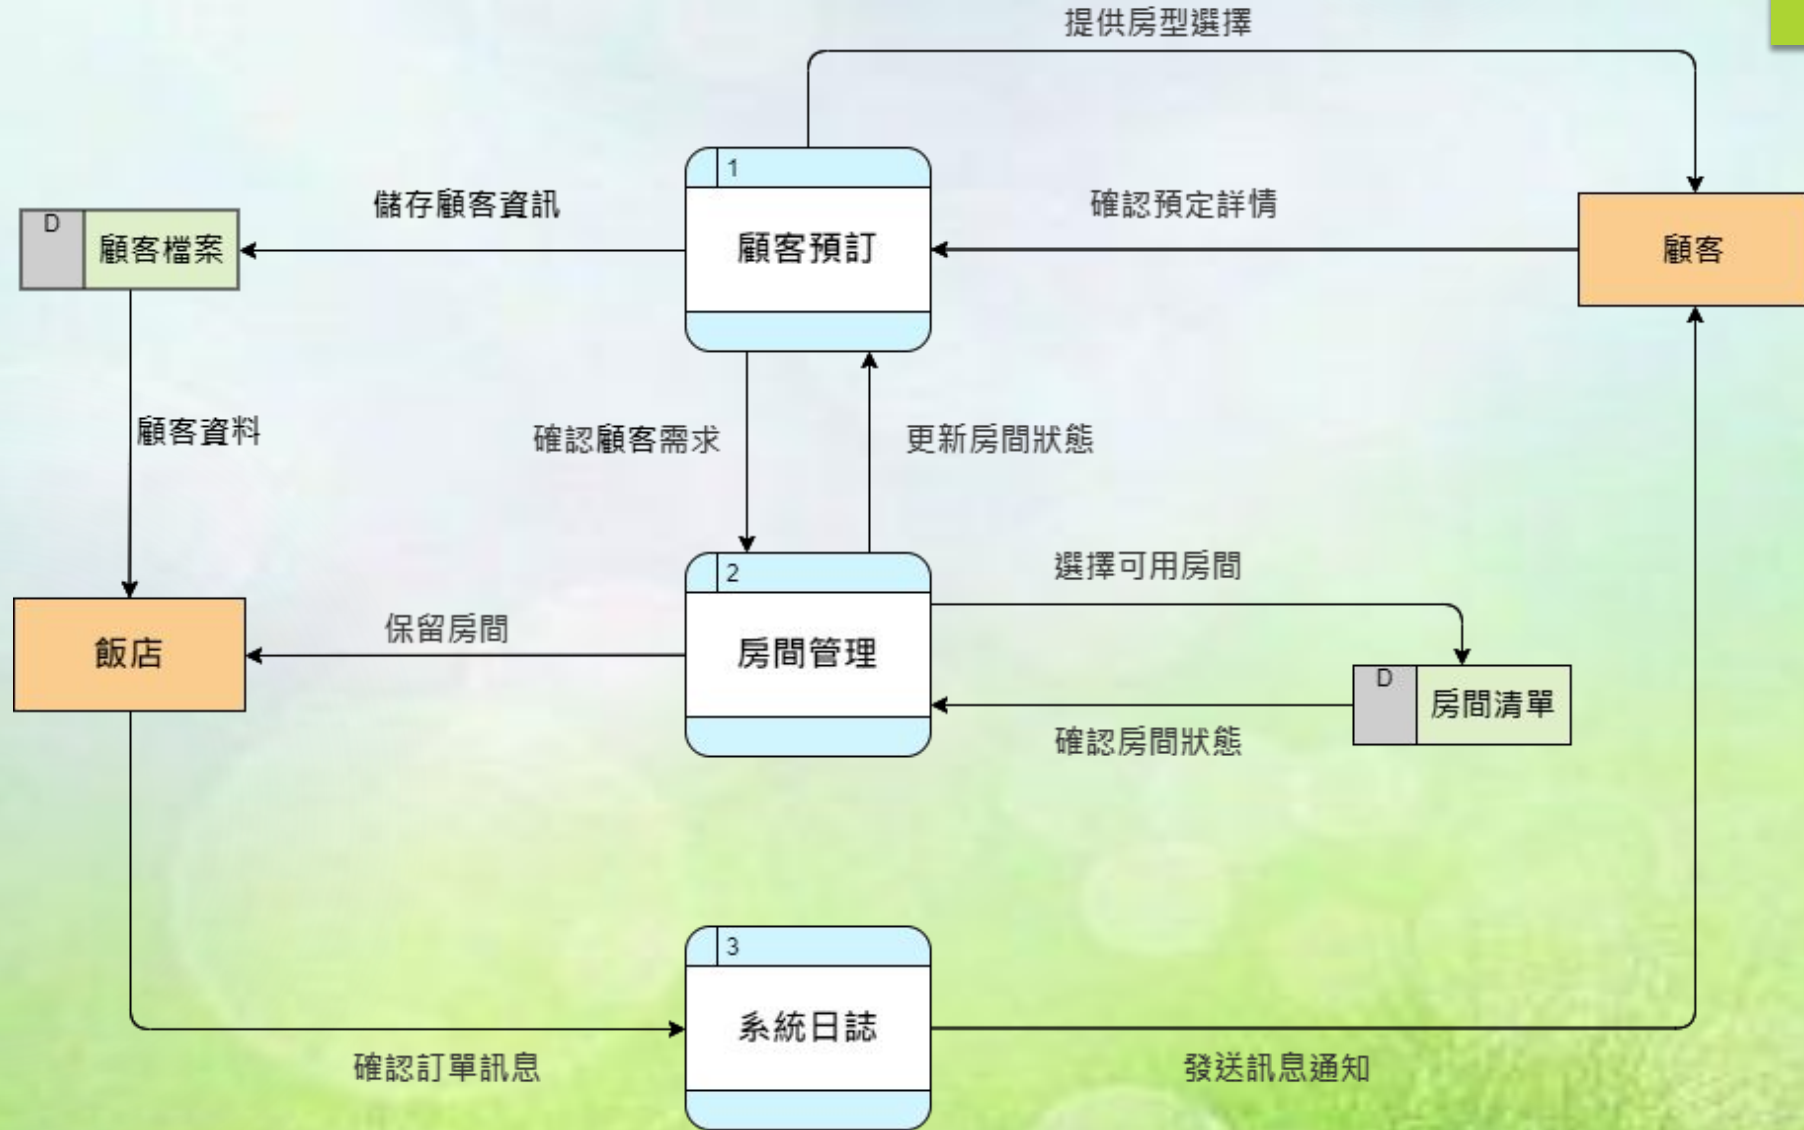 提供房型選擇
1
儲存顧客資訊
確認預定詳情
D
顧客檔案
顧客預訂
顧客
顧客資料
確認顧客需求
更新房間狀態
2
選擇可用房間
保留房間
飯店
房間管理
D
房間清單
確認房間狀態
3
系統日誌
確認訂單訊息
發送訊息通知